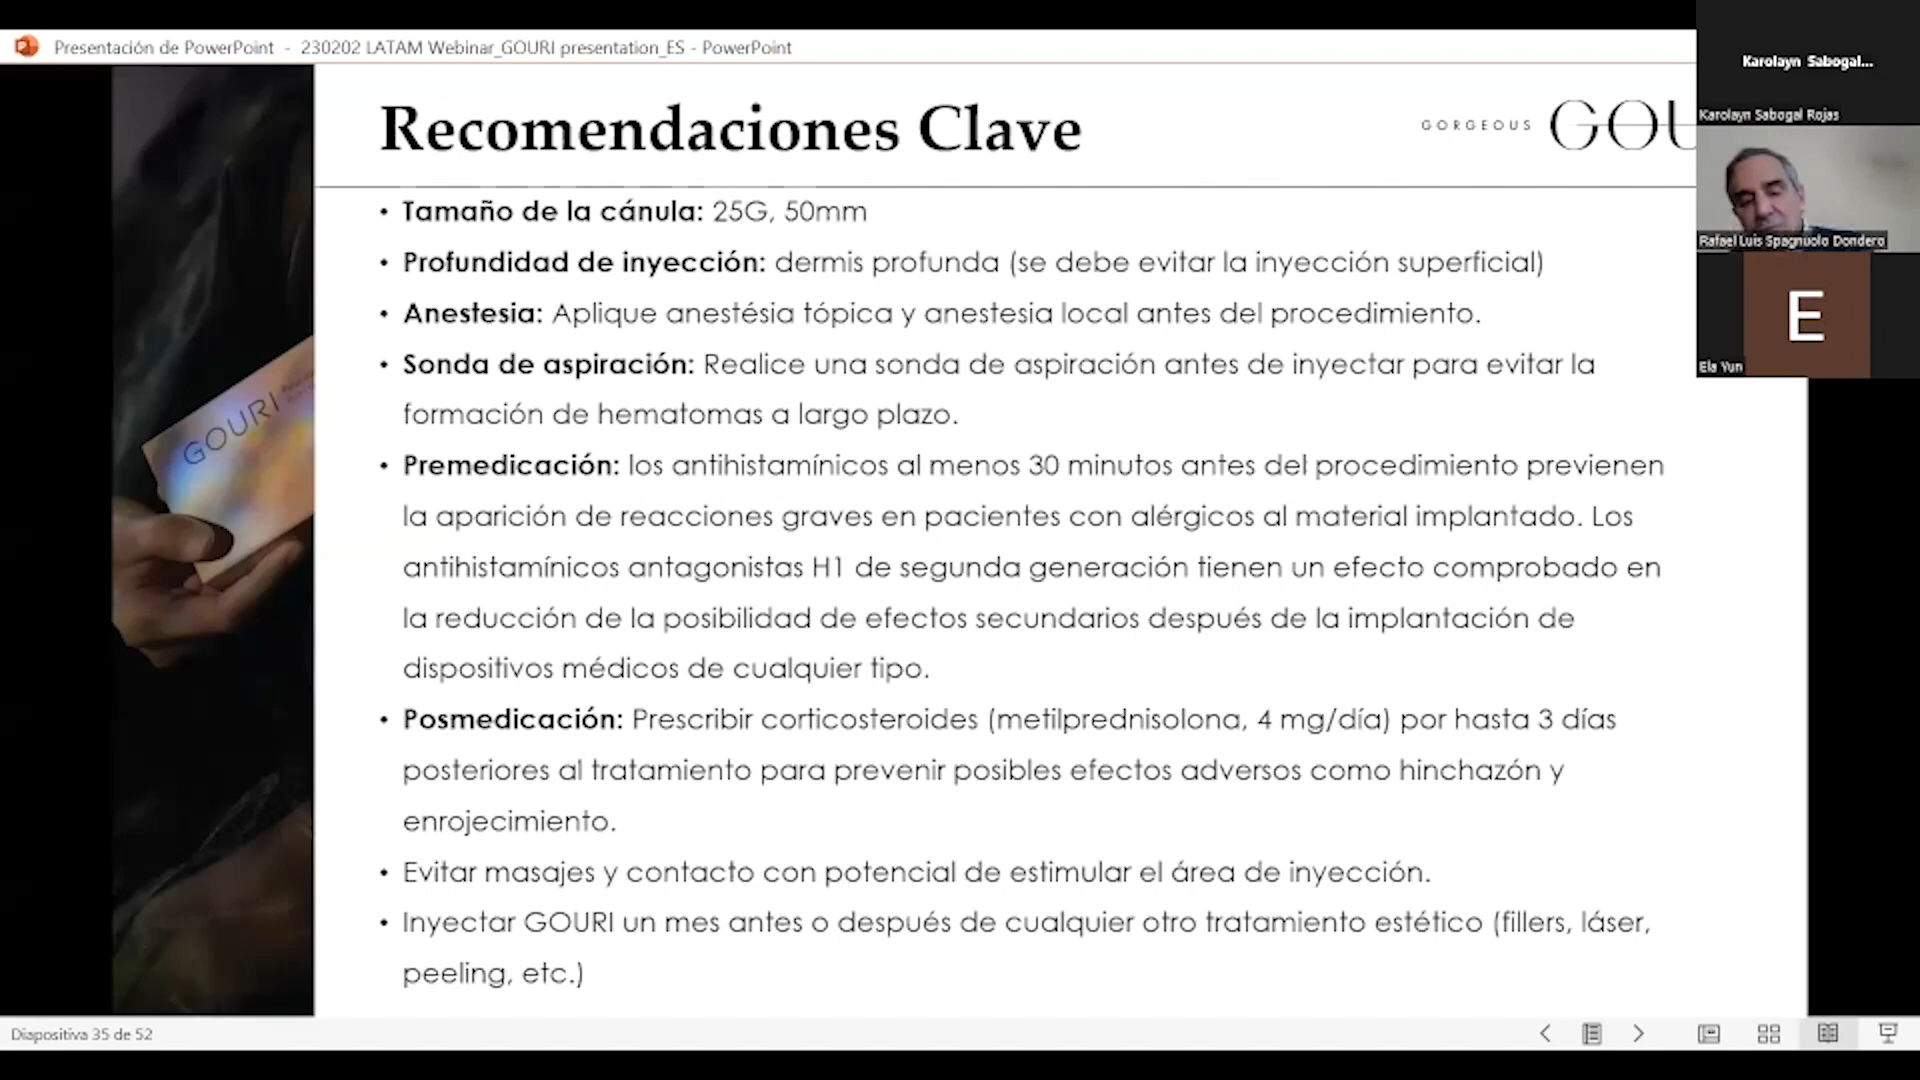 Presentación de PowerPoint - 230202 LATAM Webinar_GOURI presentation_ES - PowerPoint
Karolayn Sabogal...
Karolayn Sabogal Rojas
Recomendaciones Clave
GORGEOUS GOU
Rafael Luis Spagnuolo Dondero
E
Ela Yun
GOURI
• Tamaño de la cánula: 25G, 50mm
• Profundidad de inyección: dermis profunda (se debe evitar la inyección superficial)
• Anestesia: Aplique anestésia tópica y anestesia local antes del procedimiento.
• Sonda de aspiración: Realice una sonda de aspiración antes de inyectar para evitar la
formación de hematomas a largo plazo.
• Premedicación: los antihistamínicos al menos 30 minutos antes del procedimiento previenen
la aparición de reacciones graves en pacientes con alérgicos al material implantado. Los
antihistamínicos antagonistas H1 de segunda generación tienen un efecto comprobado en
la reducción de la posibilidad de efectos secundarios después de la implantación de
dispositivos médicos de cualquier tipo.
• Posmedicación: Prescribir corticosteroides (metilprednisolona, 4 mg/día) por hasta 3 días
posteriores al tratamiento para prevenir posibles efectos adversos como hinchazón y
enrojecimiento.
• Evitar masajes y contacto con potencial de estimular el área de inyección.
• Inyectar GOURI un mes antes o después de cualquier otro tratamiento estético (fillers, láser,
peeling, etc.)
Diapositiva 35 de 52